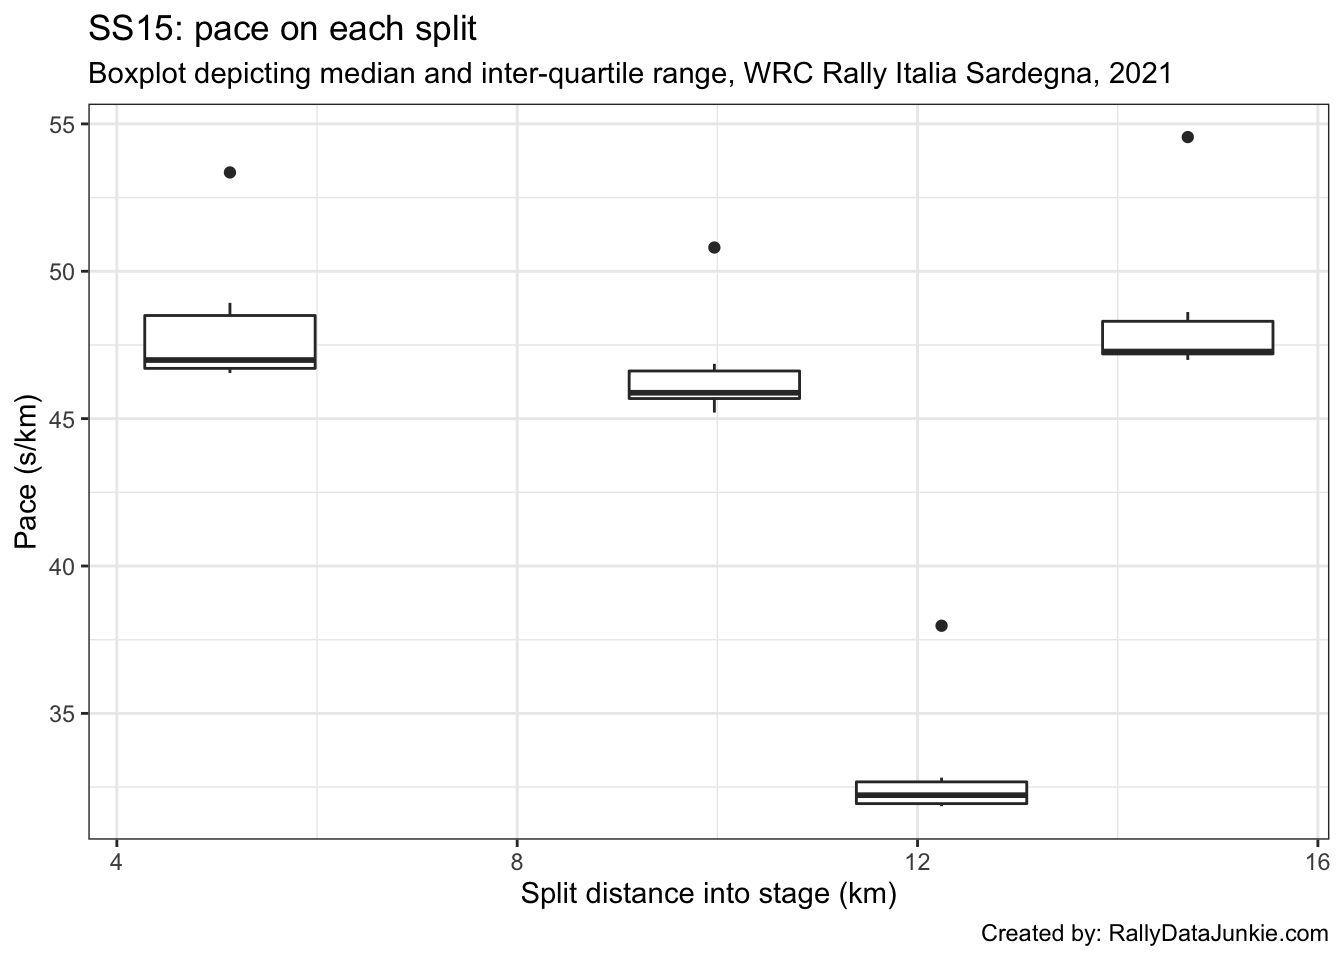 SS15: pace on each split
Boxplot depicting median and inter-quartile range, WRC Rally Italia Sardegna, 2021
55
50
45
40
35
Pace (s/km)
4 8 12 16
Split distance into stage (km)
Created by: RallyDataJunkie.com